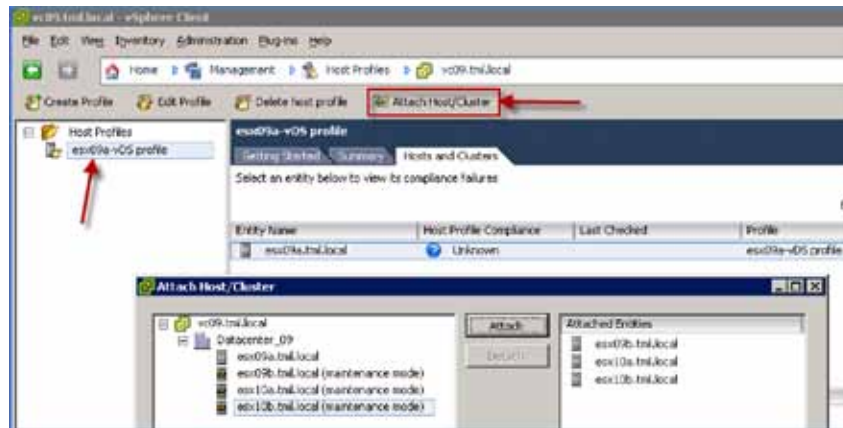 vc09.tml.local - vSphere Client
File Edit View Inventory Administration Plug-ins Help
Home Management Host Profiles vc09.tml.local
Create Profile Edit Profile Delete host profile Attach Host/Cluster
Host Profiles
esx09a-vDS profile
esx09a-vDS profile
Getting Started Summary Hosts and Clusters
Select an entity below to view its compliance failures
Entity Name Host Profile Compliance Last Checked Profile
esx09a.tml.local Unknown esx09a-vDS profile
Attach Host/Cluster
vc09.tml.local
Datacenter_09
esx09a.tml.local
esx09b.tml.local (maintenance mode)
esx10a.tml.local (maintenance mode)
esx10b.tml.local (maintenance mode)
Attach
Detach
Attached Entities
esx09b.tml.local
esx10a.tml.local
esx10b.tml.local